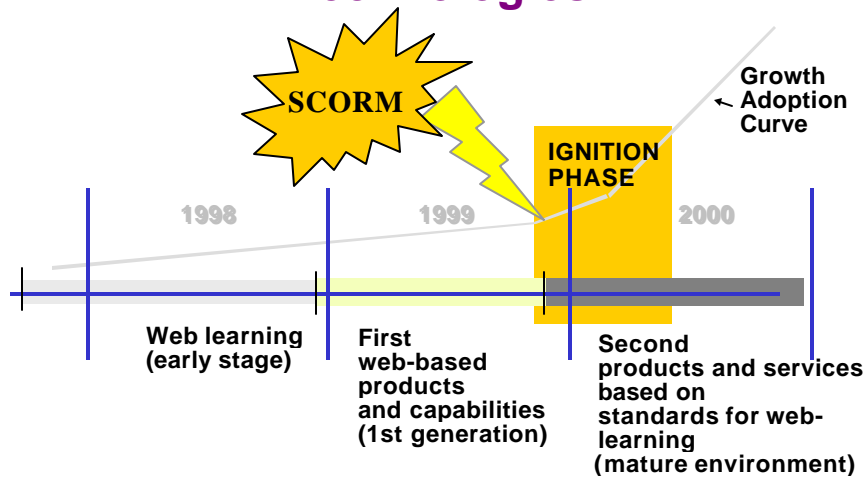 SCORM
Growth
Adoption
Curve
IGNITION
PHASE
1998
1999
2000
Web learning
(early stage)
First
web-based
products
and capabilities
(1st generation)
Second
products and services
based on
standards for web-
learning
(mature environment)